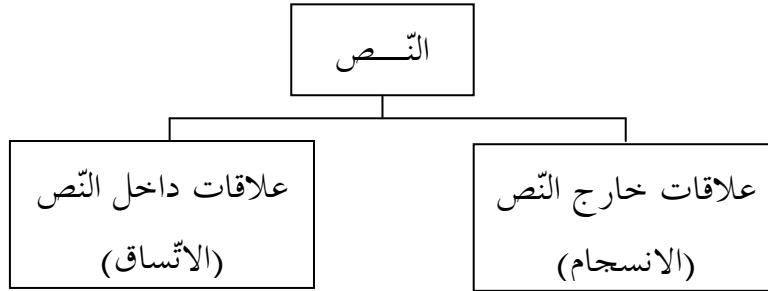 النّـــص
علاقات خارج النّص
(الانسجام)
علاقات داخل النّص
(الاتّساق)